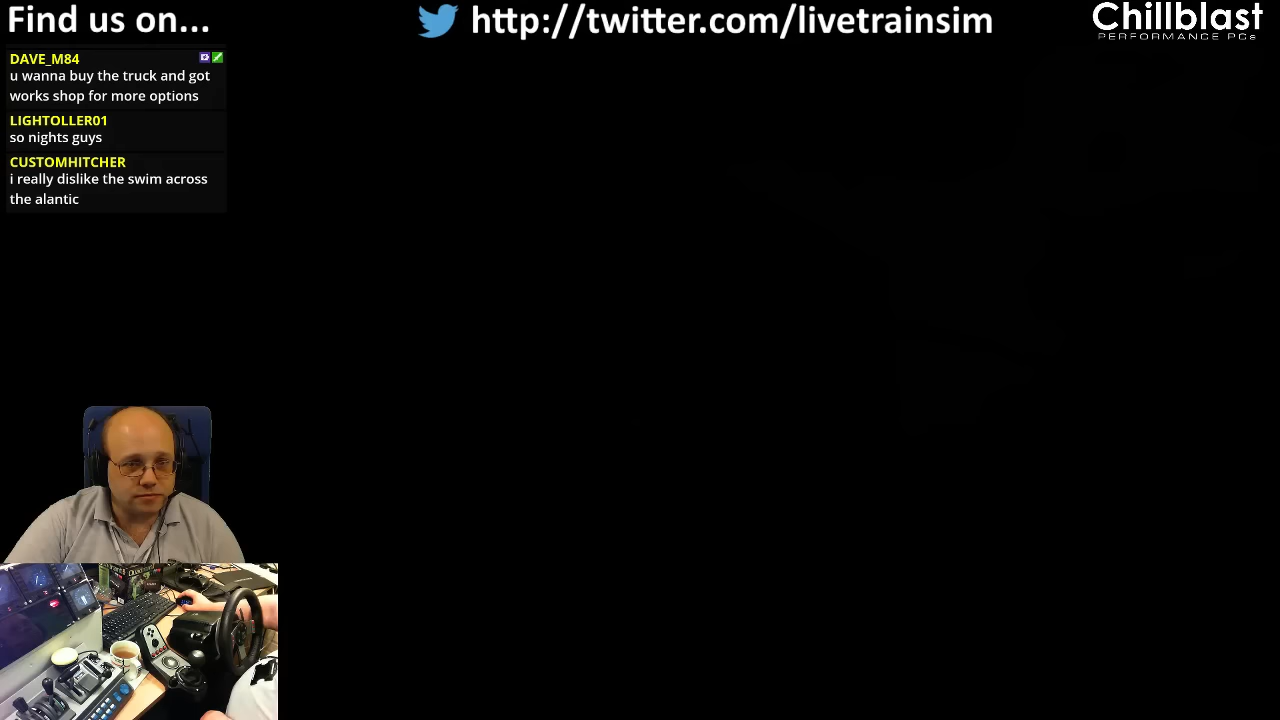 Find us on...
http://twitter.com/livetrainsim
Chillblast
PERFORMANCE PCs
DAVE_M84
u wanna buy the truck and got
works shop for more options
LIGHTOLLER01
so nights guys
CUSTOMHITCHER
i really dislike the swim across
the alantic